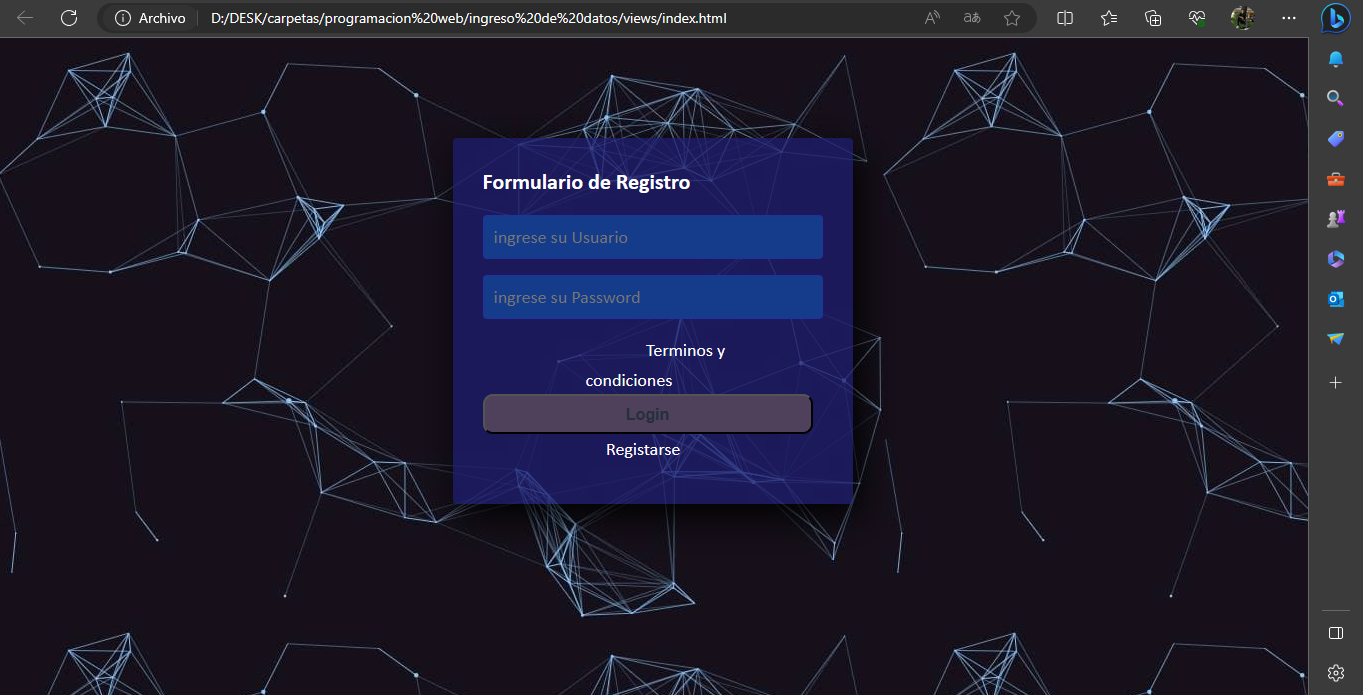 Archivo
D:/DESK/carpetas/programacion%20web/ingreso%20de%20datos/views/index.html
Formulario de Registro
ingrese su Usuario
ingrese su Password
Terminos y
condiciones
Login
Registarse